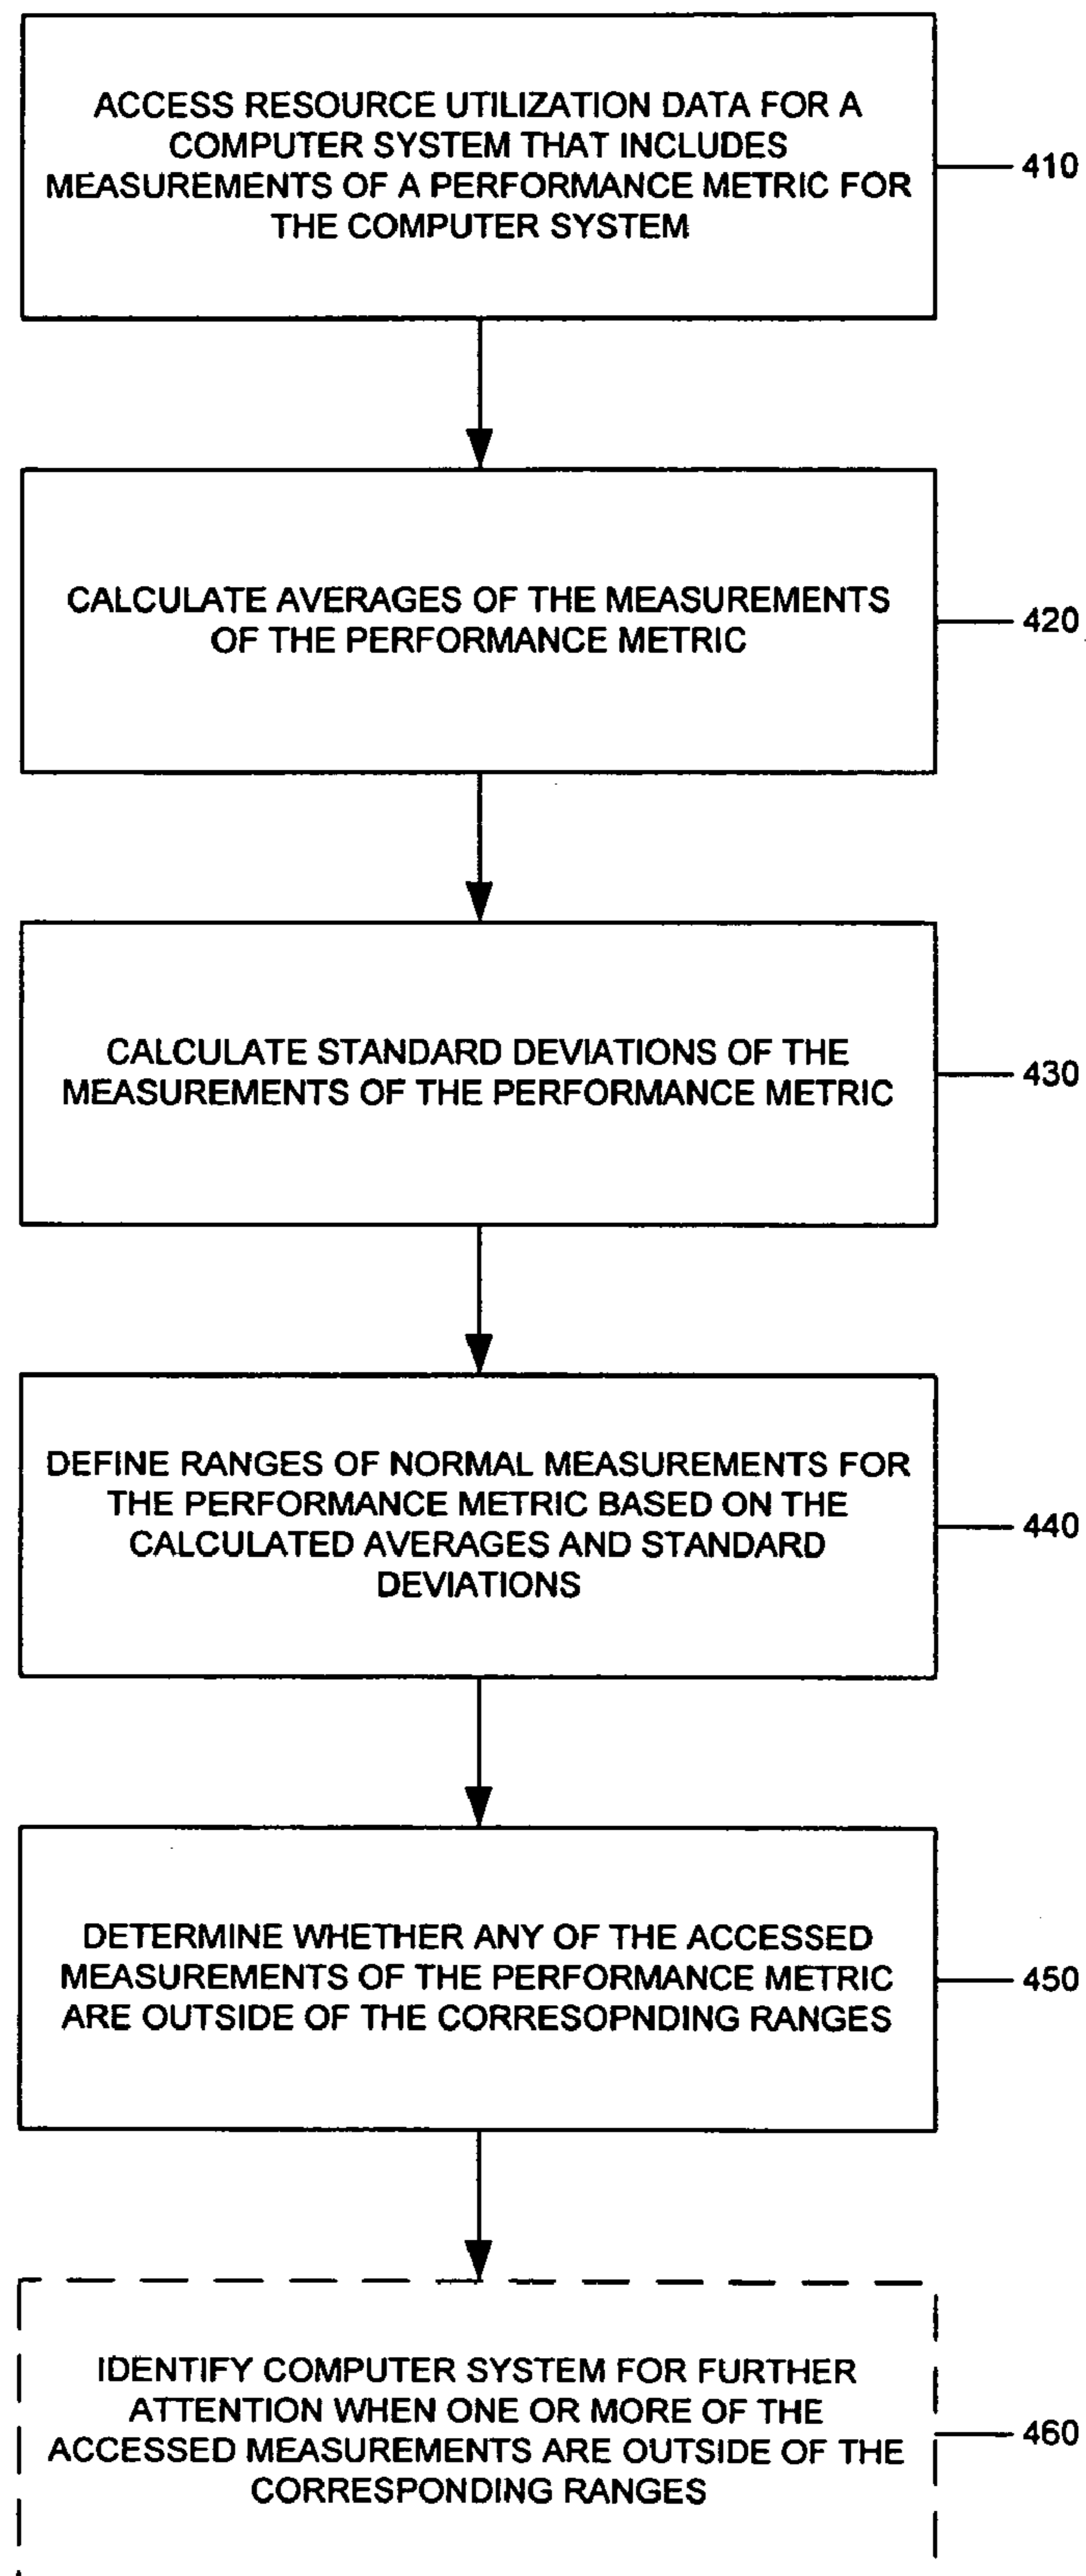 ACCESS RESOURCE UTILIZATION DATA FOR A
COMPUTER SYSTEM THAT INCLUDES
MEASUREMENTS OF A PERFORMANCE METRIC FOR
THE COMPUTER SYSTEM
410
CALCULATE AVERAGES OF THE MEASUREMENTS
OF THE PERFORMANCE METRIC
420
CALCULATE STANDARD DEVIATIONS OF THE
MEASUREMENTS OF THE PERFORMANCE METRIC
430
DEFINE RANGES OF NORMAL MEASUREMENTS FOR
THE PERFORMANCE METRIC BASED ON THE
CALCULATED AVERAGES AND STANDARD
DEVIATIONS
440
DETERMINE WHETHER ANY OF THE ACCESSED
MEASUREMENTS OF THE PERFORMANCE METRIC
ARE OUTSIDE OF THE CORRESOPNDING RANGES
450
IDENTIFY COMPUTER SYSTEM FOR FURTHER
ATTENTION WHEN ONE OR MORE OF THE
ACCESSED MEASUREMENTS ARE OUTSIDE OF THE
CORRESPONDING RANGES
460